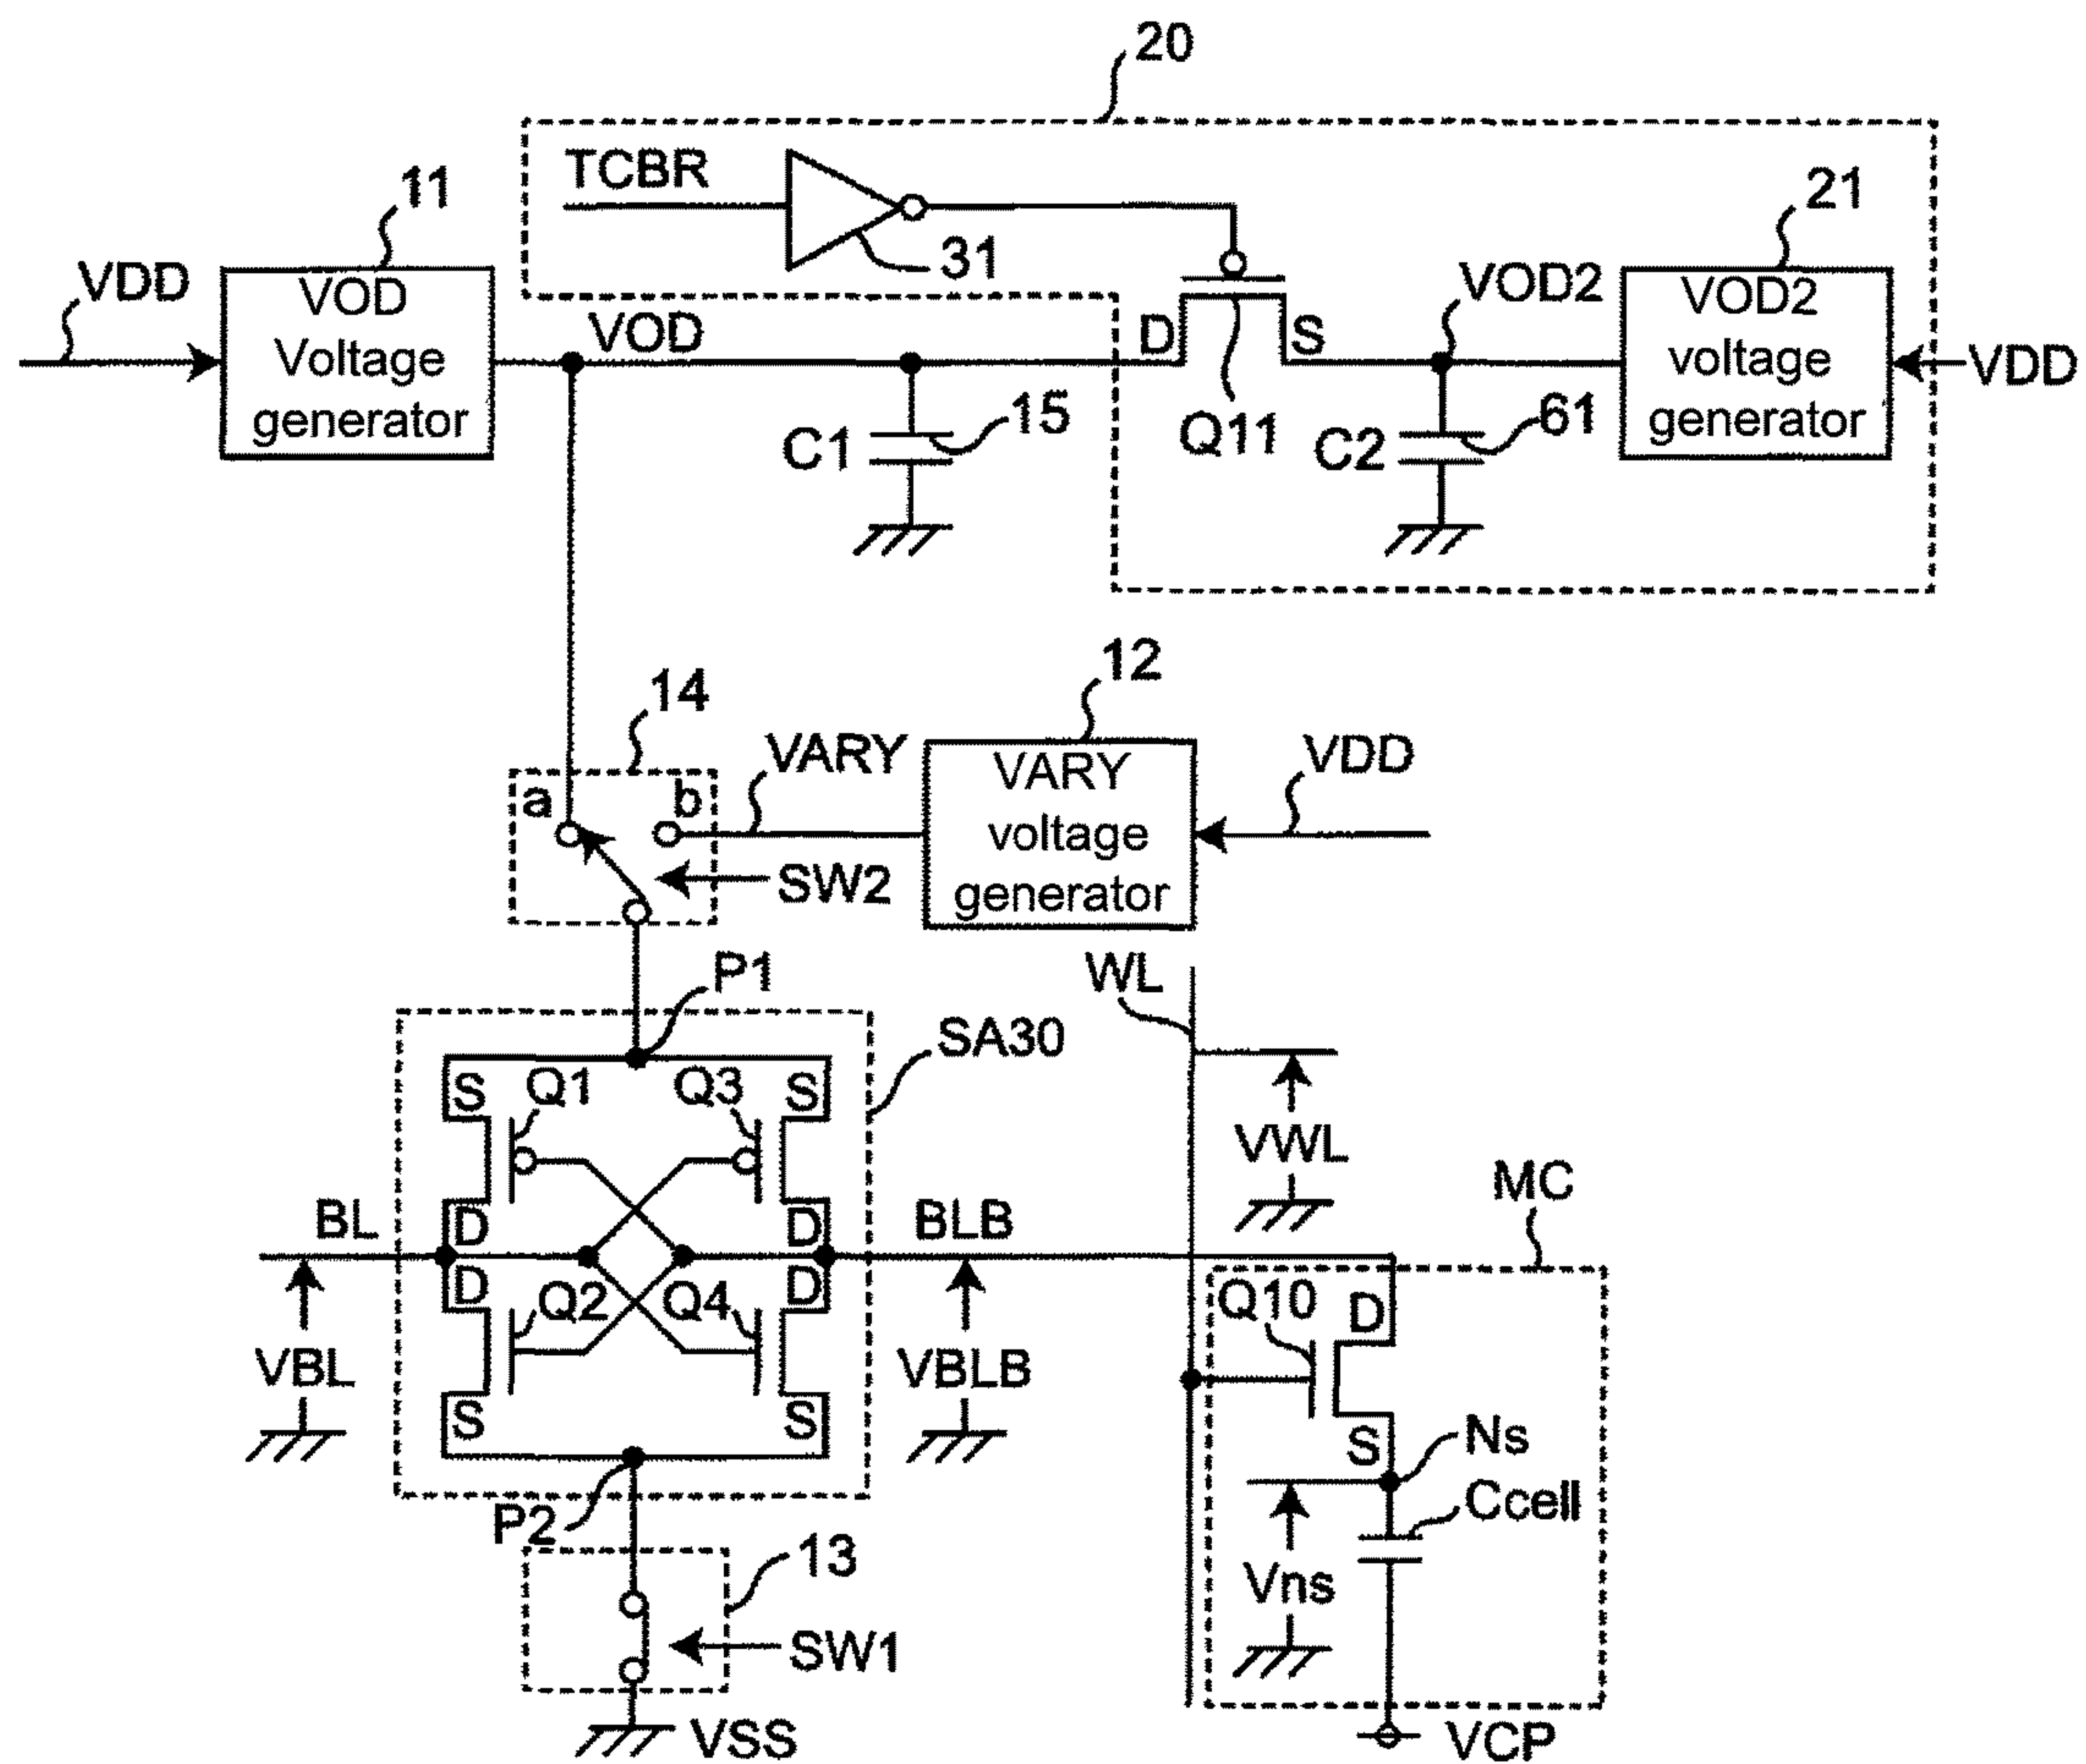 20
TCBR
11
31
21
VDD
VOD
Voltage
generator
VOD
D
S
VOD2
VOD2
voltage
generator
VDD
Q11
C1
15
C2
61
14
12
a
b
VARY
VARY
voltage
generator
VDD
SW2
P1
WL
SA30
S
Q1
Q3
S
VWL
MC
BL
D
D
BLB
D
Q2
Q4
D
Q10
D
VBL
VBLB
S
S
S
Ns
Ccell
P2
13
Vns
SW1
VSS
VCP